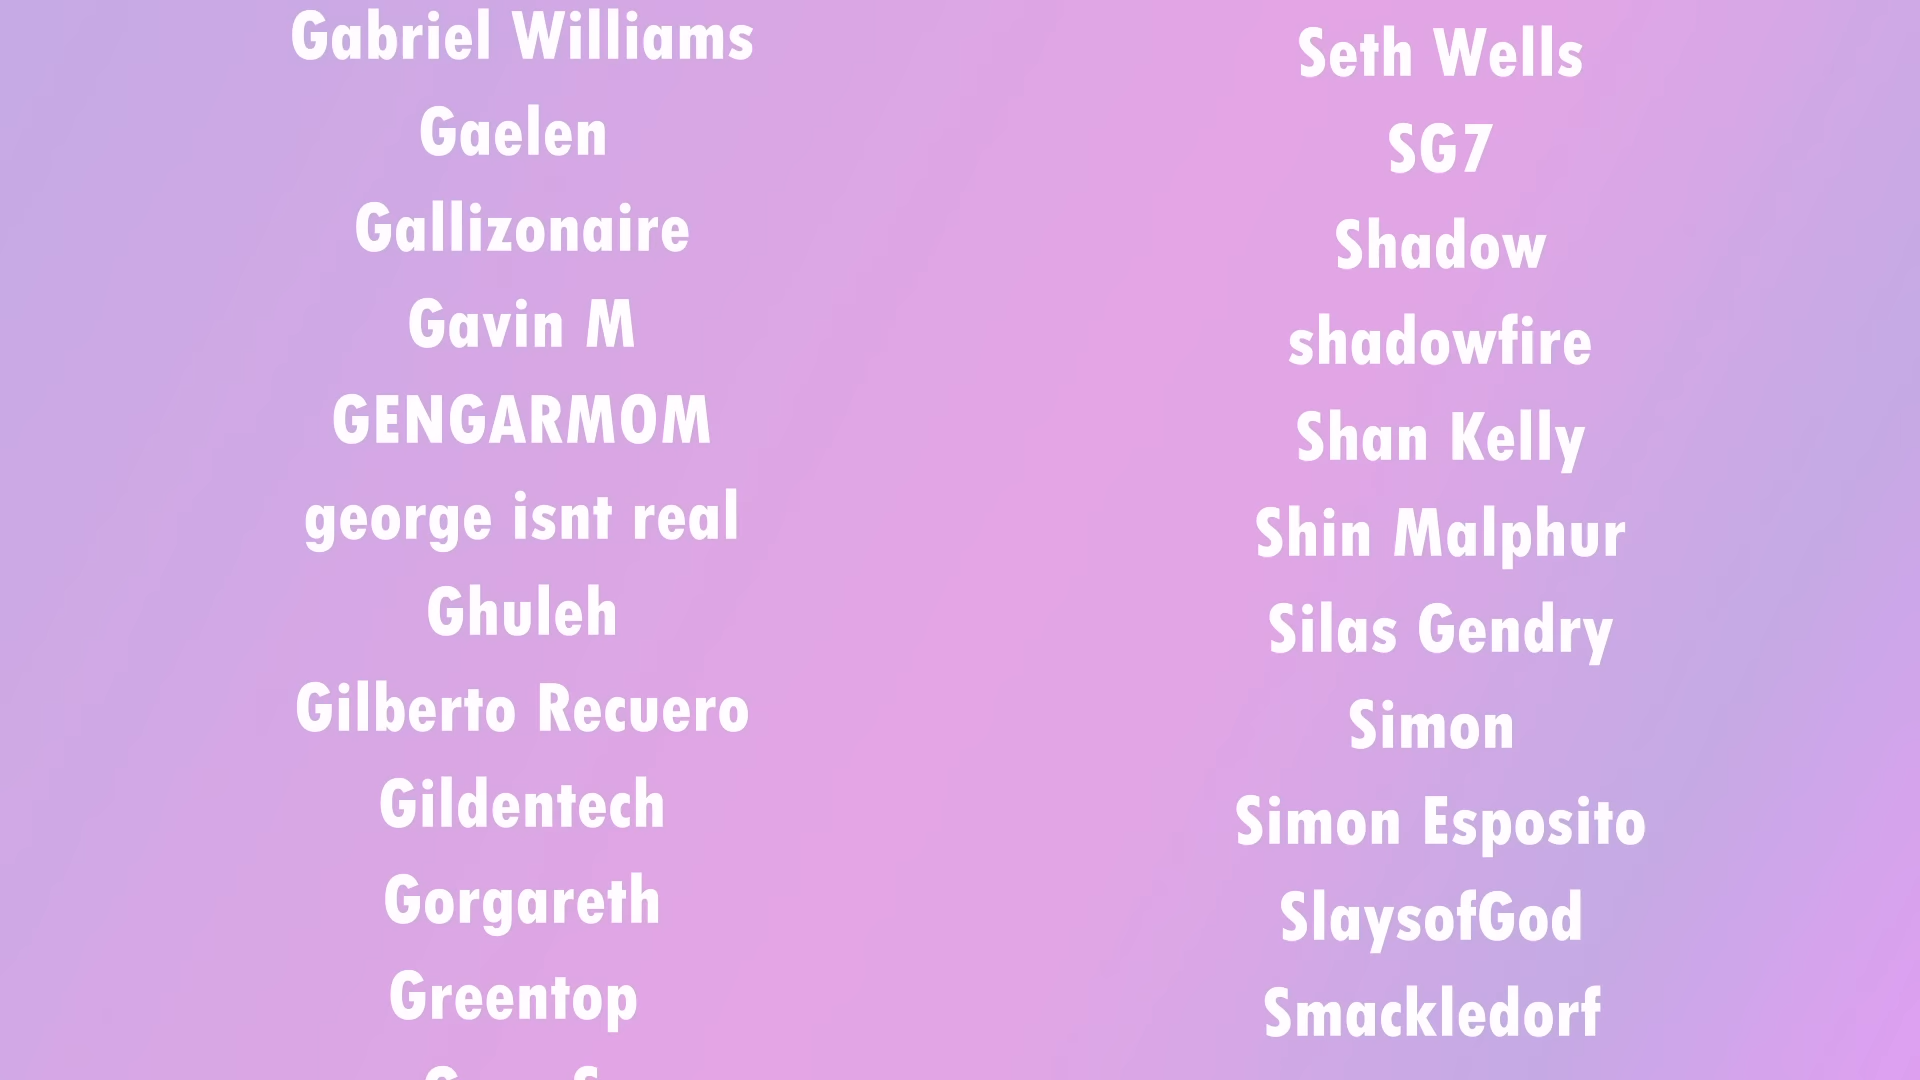 Gabriel Williams
Gaelen
Gallizonaire
Gavin M
GENGARMOM
george isnt real
Ghuleh
Gilberto Recuero
Gildentech
Gorgareth
Greentop
Seth Wells
SG7
Shadow
shadowfire
Shan Kelly
Shin Malphur
Silas Gendry
Simon
Simon Esposito
SlaysofGod
Smackledorf